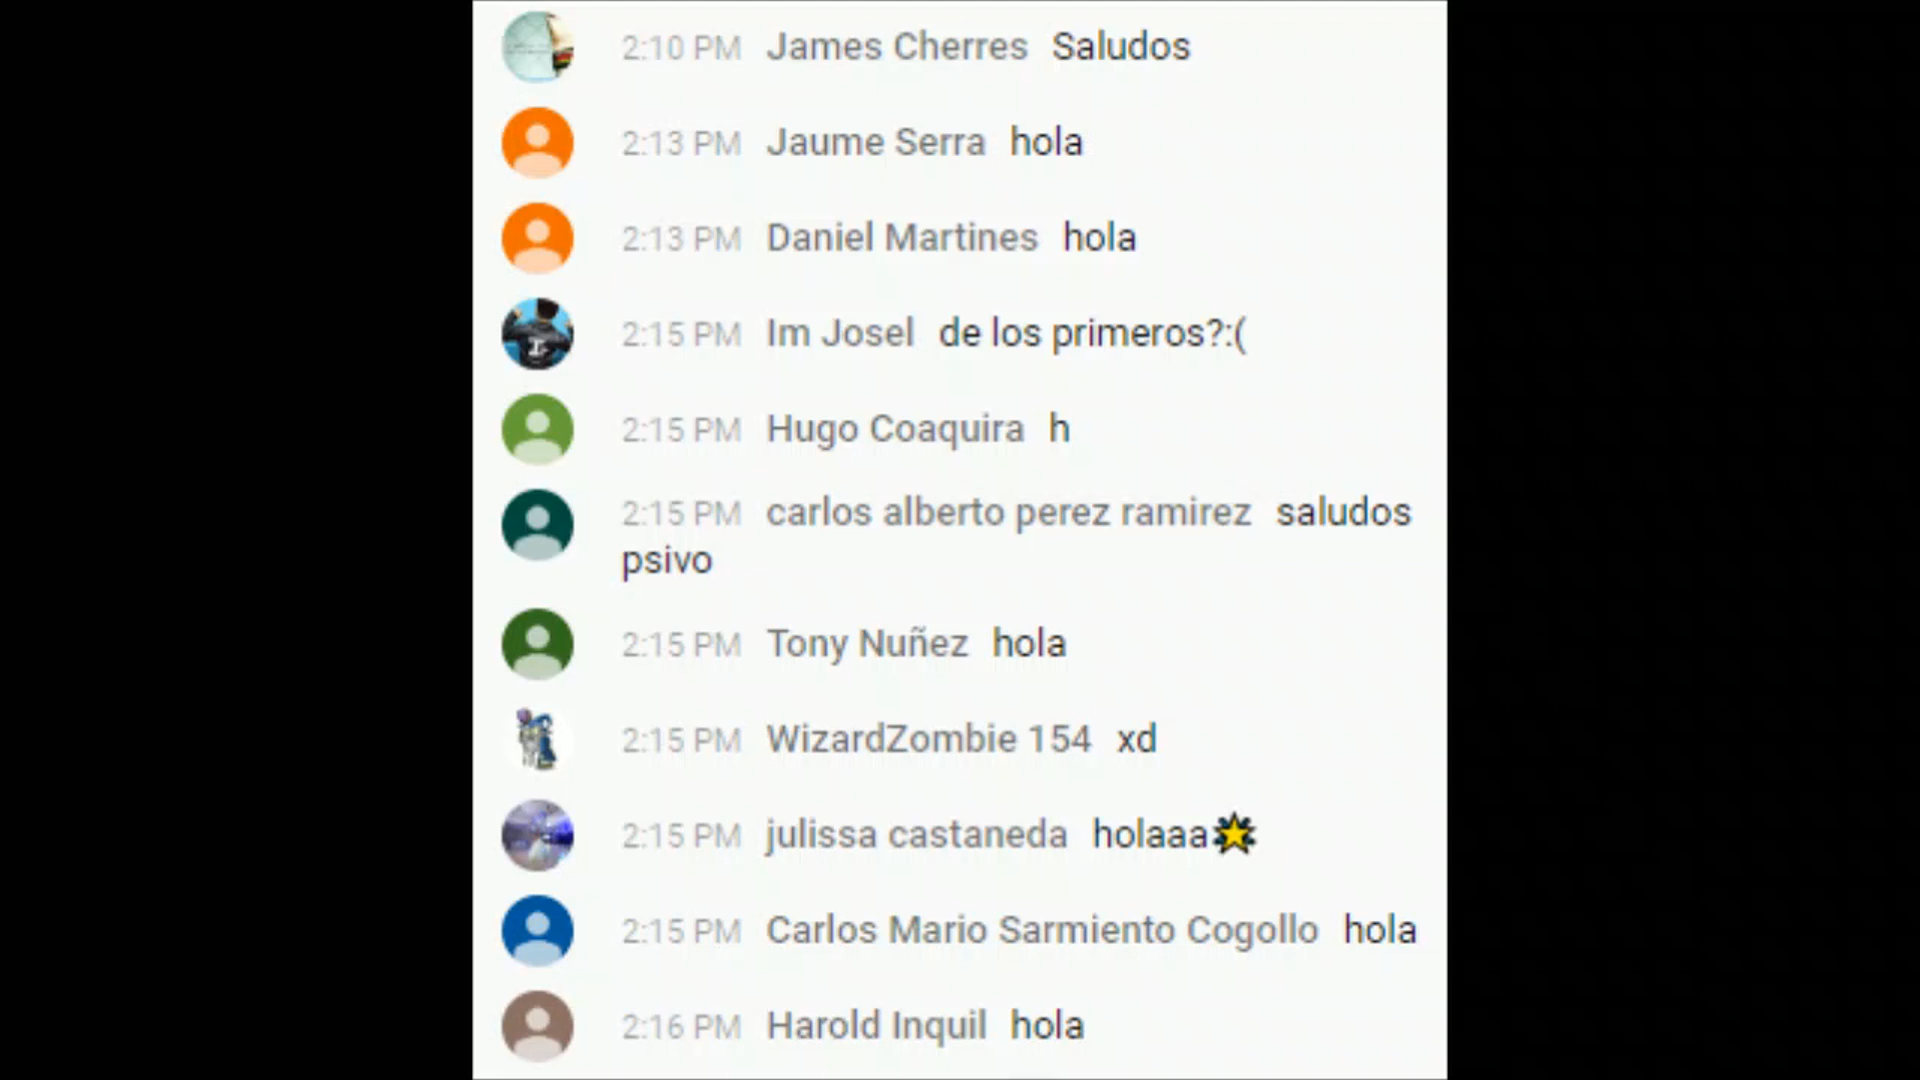 2:10 PM James Cherres Saludos
2:13 PM Jaume Serra hola
2:13 PM Daniel Martines hola
2:15 PM Im Josel de los primeros?:(
2:15 PM Hugo Coaquira h
2:15 PM carlos alberto perez ramirez saludos
psivo
2:15 PM Tony Nuñez hola
2:15 PM WizardZombie 154 xd
2:15 PM julissa castaneda holaaa🌟
2:15 PM Carlos Mario Sarmiento Cogollo hola
2:16 PM Harold Inquil hola